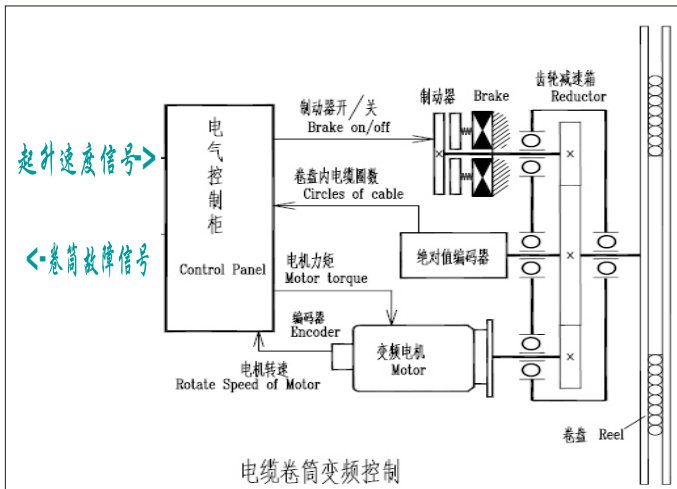 起升速度信号->
<-卷筒故障信号
电气控制柜
Control Panel
制动器开/关
Brake on/off
卷盘内电缆圈数
Circles of cable
电机力矩
Motor torque
编码器
Encoder
电机转速
Rotate Speed of Motor
制动器 Brake
齿轮减速箱
Reductor
绝对值编码器
变频电机
Motor
卷盘 Reel
电缆卷筒变频控制